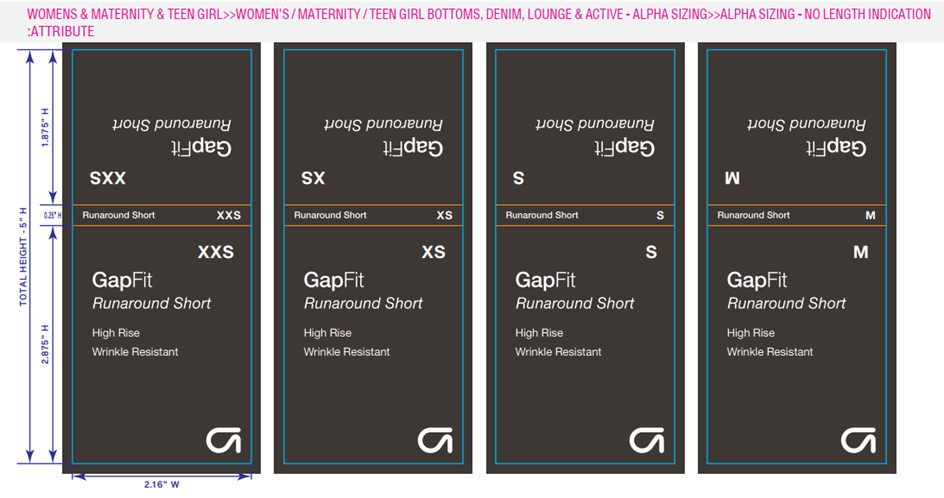 WOMENS & MATERNITY & TEEN GIRL>>WOMEN'S / MATERNITY / TEEN GIRL BOTTOMS, DENIM, LOUNGE & ACTIVE - ALPHA SIZING>>ALPHA SIZING - NO LENGTH INDICATION
:ATTRIBUTE
TOTAL HEIGHT - 5" H
1.875" H
0.25" H
2.875" H
2.16" W
XXS
GapFit
Runaround Short
Runaround Short XXS
XXS
GapFit
Runaround Short
High Rise
Wrinkle Resistant
XS
GapFit
Runaround Short
Runaround Short XS
XS
GapFit
Runaround Short
High Rise
Wrinkle Resistant
S
GapFit
Runaround Short
Runaround Short S
S
GapFit
Runaround Short
High Rise
Wrinkle Resistant
M
GapFit
Runaround Short
Runaround Short M
M
GapFit
Runaround Short
High Rise
Wrinkle Resistant